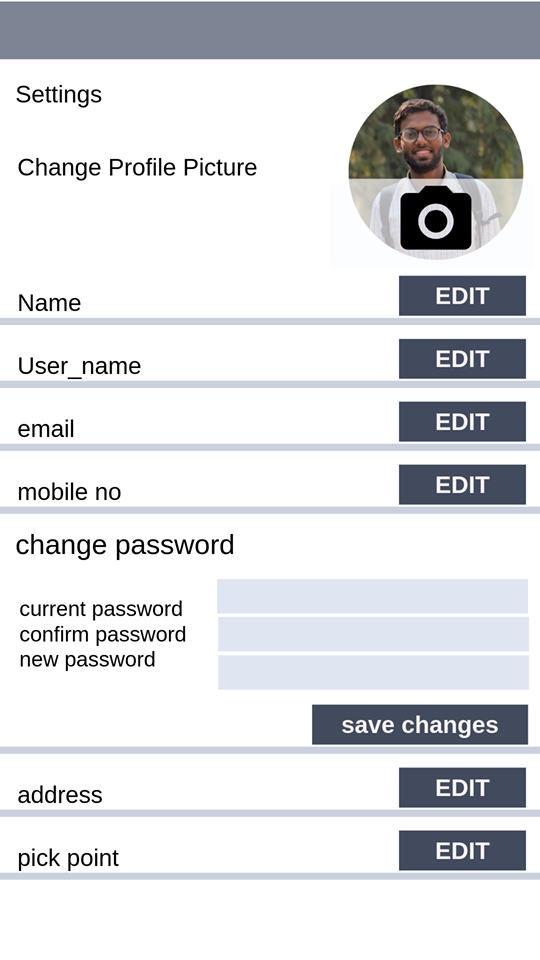 Settings
Change Profile Picture
Name
EDIT
User_name
EDIT
email
EDIT
mobile no
EDIT
change password
current password
confirm password
new password
save changes
address
EDIT
pick point
EDIT